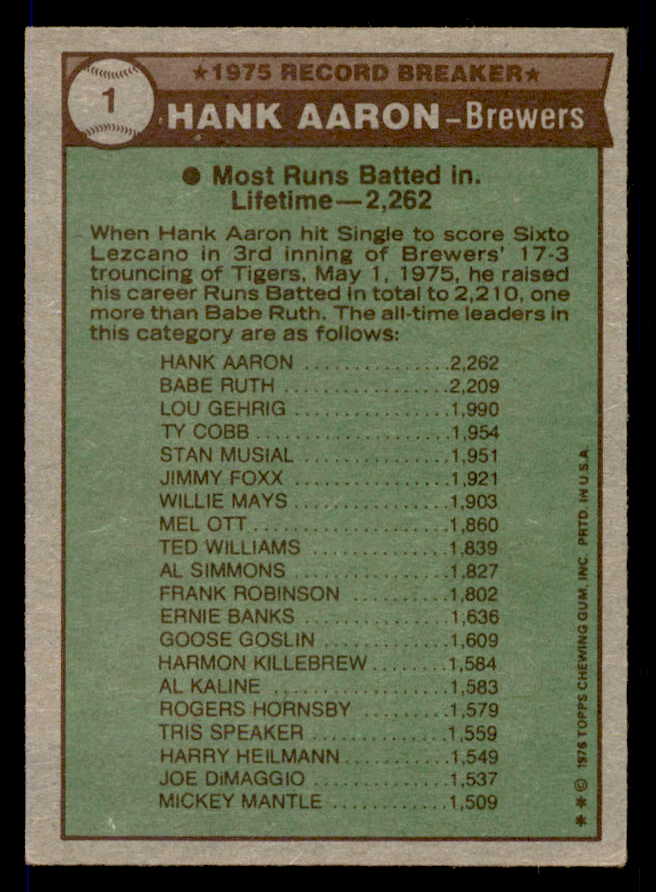 1
★1975 RECORD BREAKER★
HANK AARON – Brewers
● Most Runs Batted in.
Lifetime—2,262
When Hank Aaron hit Single to score Sixto
Lezcano in 3rd inning of Brewers' 17-3
trouncing of Tigers, May 1, 1975, he raised
his career Runs Batted in total to 2,210, one
more than Babe Ruth. The all-time leaders in
this category are as follows:
HANK AARON ...............2,262
BABE RUTH .................2,209
LOU GEHRIG ................1,990
TY COBB....................1,954
STAN MUSIAL................1,951
JIMMY FOXX .................1,921
WILLIE MAYS ................1,903
MEL OTT....................1,860
TED WILLIAMS ..............1,839
AL SIMMONS ................1,827
FRANK ROBINSON ..........1,802
ERNIE BANKS ...............1,636
GOOSE GOSLIN .............1,609
HARMON KILLEBREW ........1,584
AL KALINE ..................1,583
ROGERS HORNSBY .........1,579
TRIS SPEAKER ..............1,559
HARRY HEILMANN...........1,549
JOE DiMAGGIO ..............1,537
MICKEY MANTLE ............1,509
✱ ✱ © 1976 TOPPS CHEWING GUM, INC. PRTD. IN U.S.A.